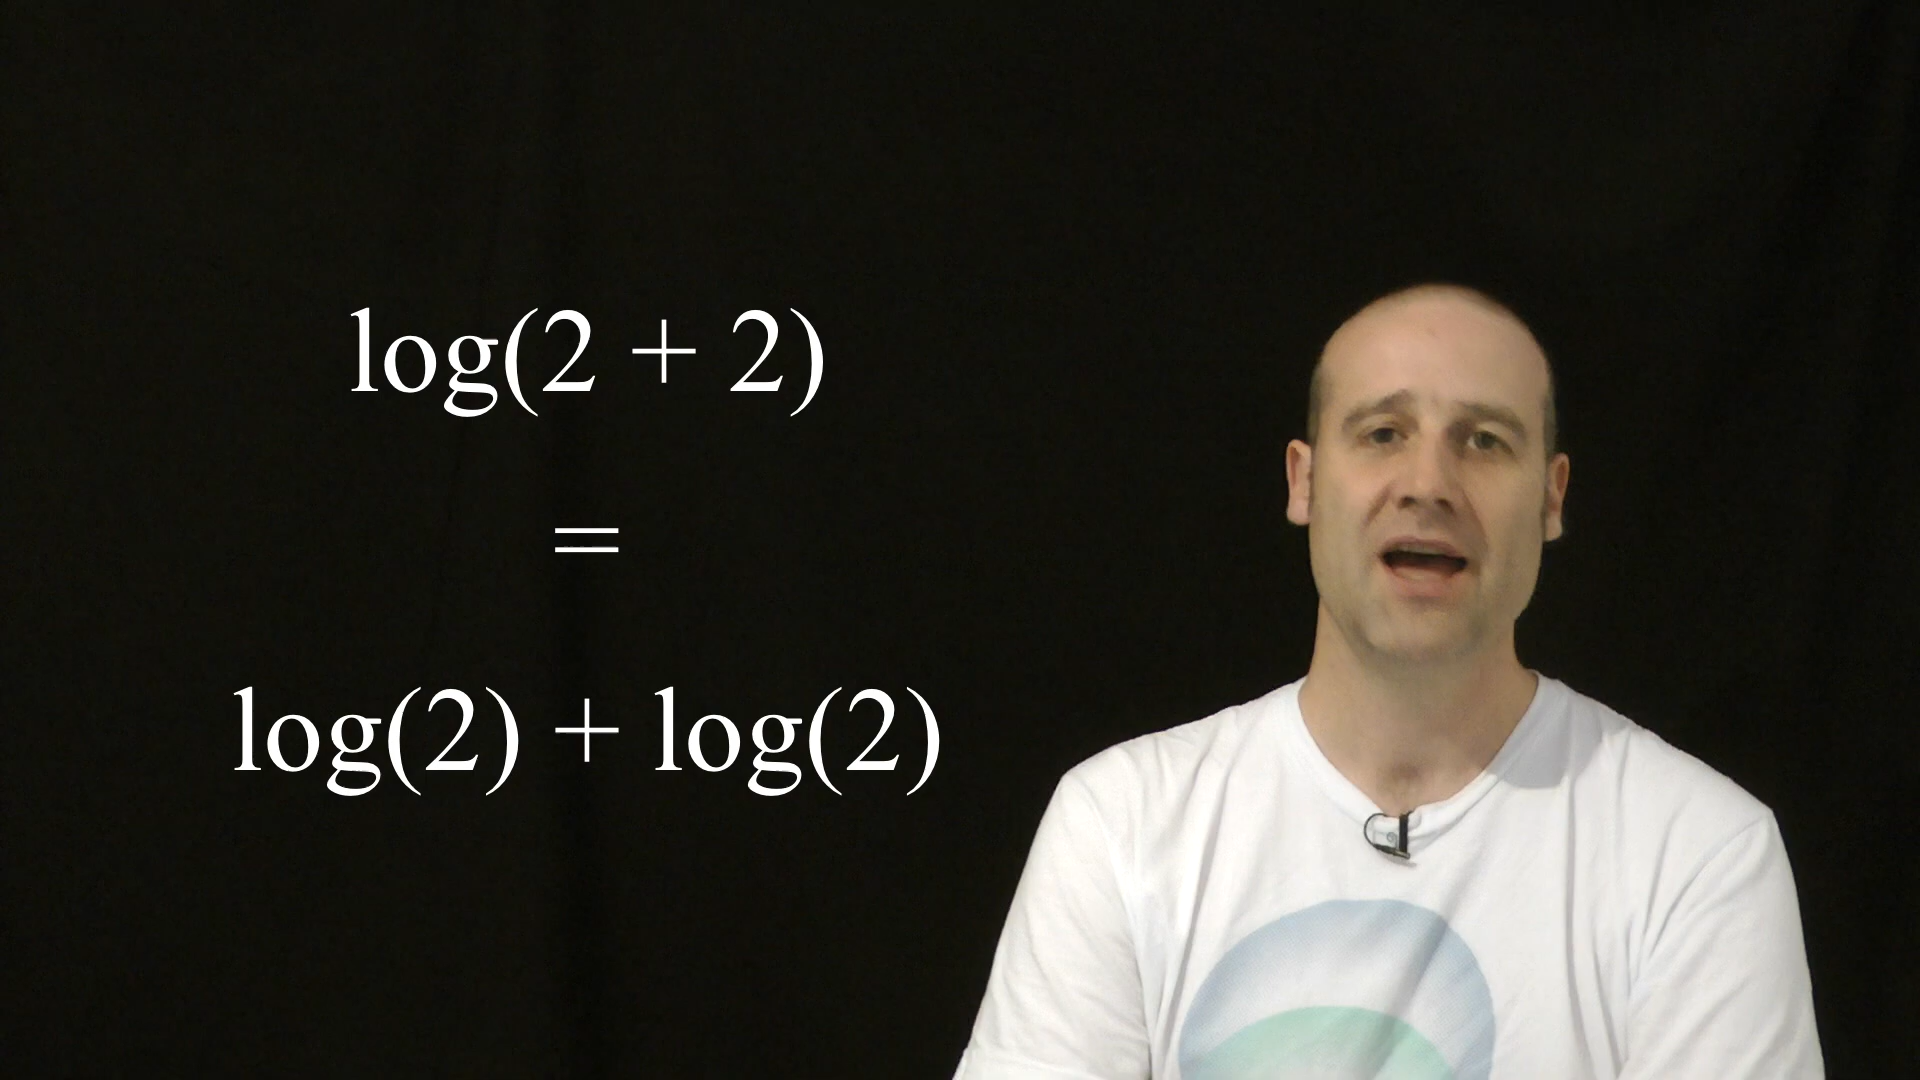 log(2 + 2)
=
log(2) + log(2)